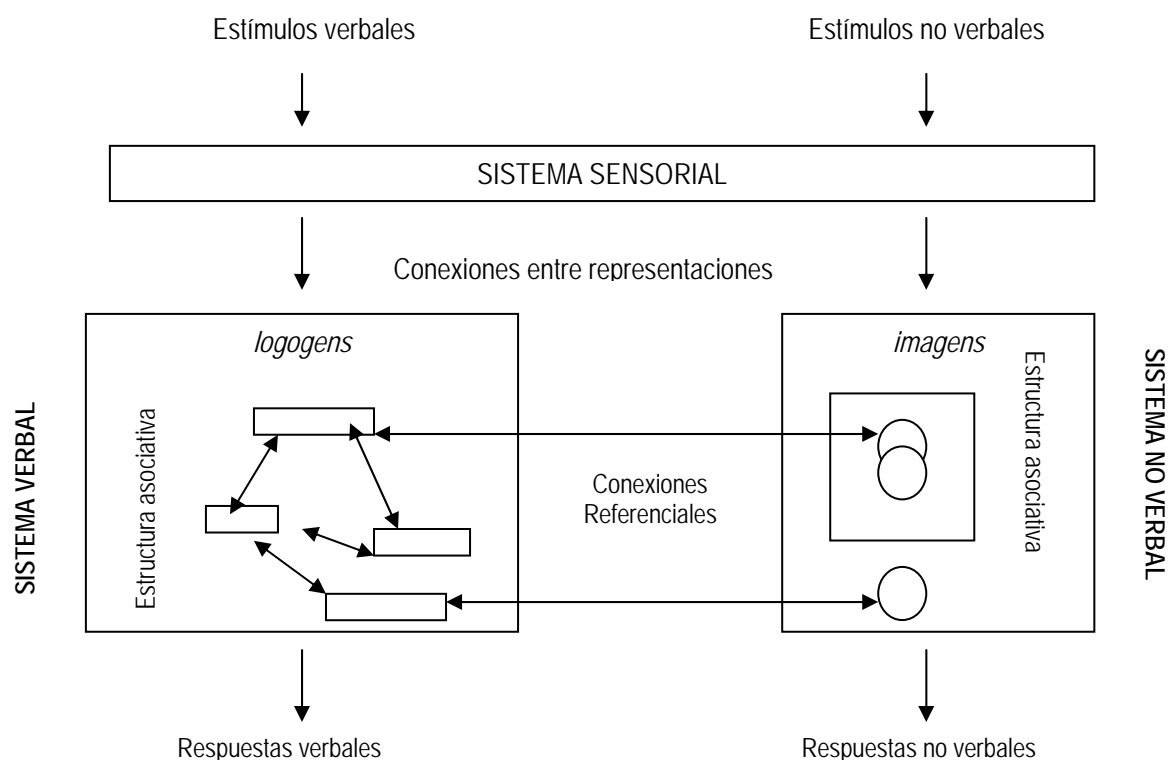 Estímulos verbales
Estímulos no verbales
SISTEMA SENSORIAL
Conexiones entre representaciones
logogens
imagens
SISTEMA VERBAL
Estructura asociativa
Conexiones
Referenciales
Estructura asociativa
SISTEMA NO VERBAL
Respuestas verbales
Respuestas no verbales